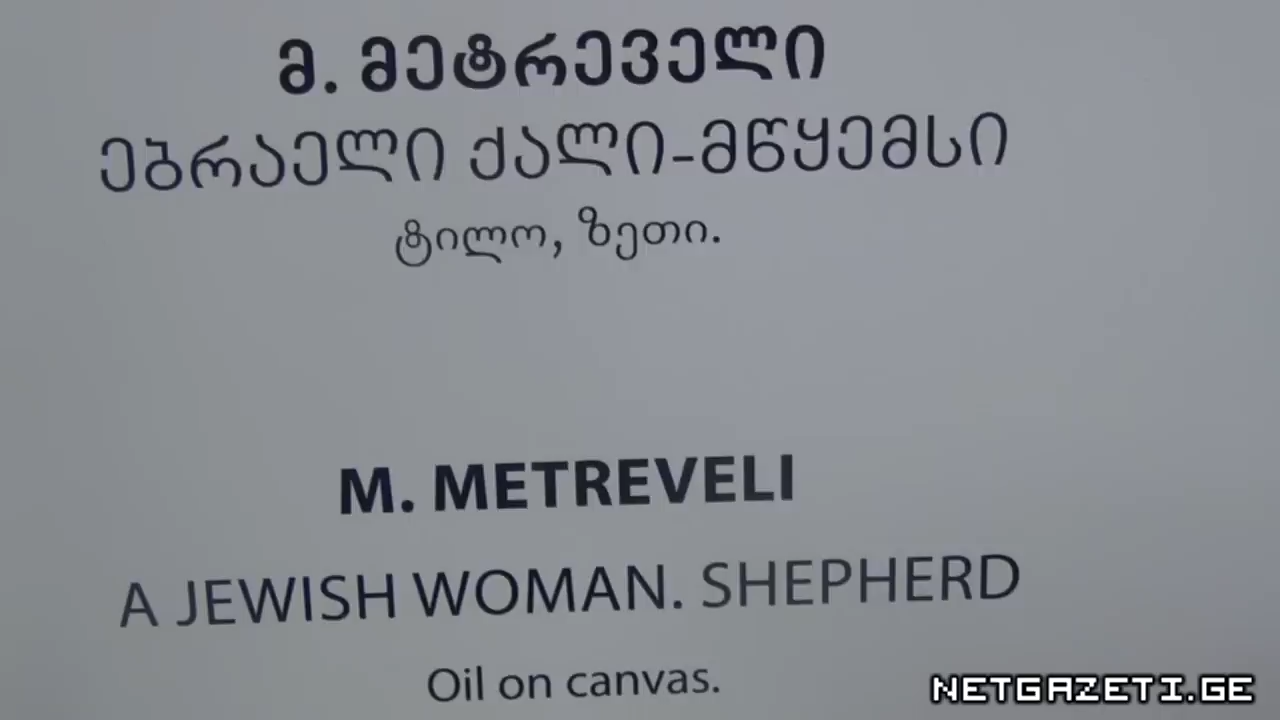 მ. მეტრეველი
ებრაელი ქალი-მწყემსი
ტილო, ზეთი.
M. METREVELI
A JEWISH WOMAN. SHEPHERD
Oil on canvas.
NETGAZETI.GE